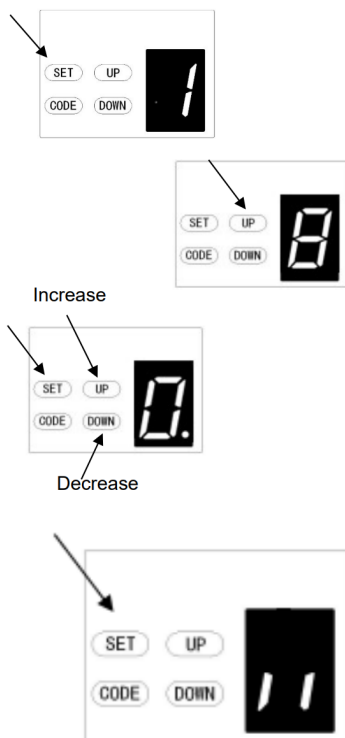 SET UP
CODE DOWN
1
SET UP
CODE DOWN
8
Increase
SET UP
CODE DOWN
0.
Decrease
SET UP
CODE DOWN
11